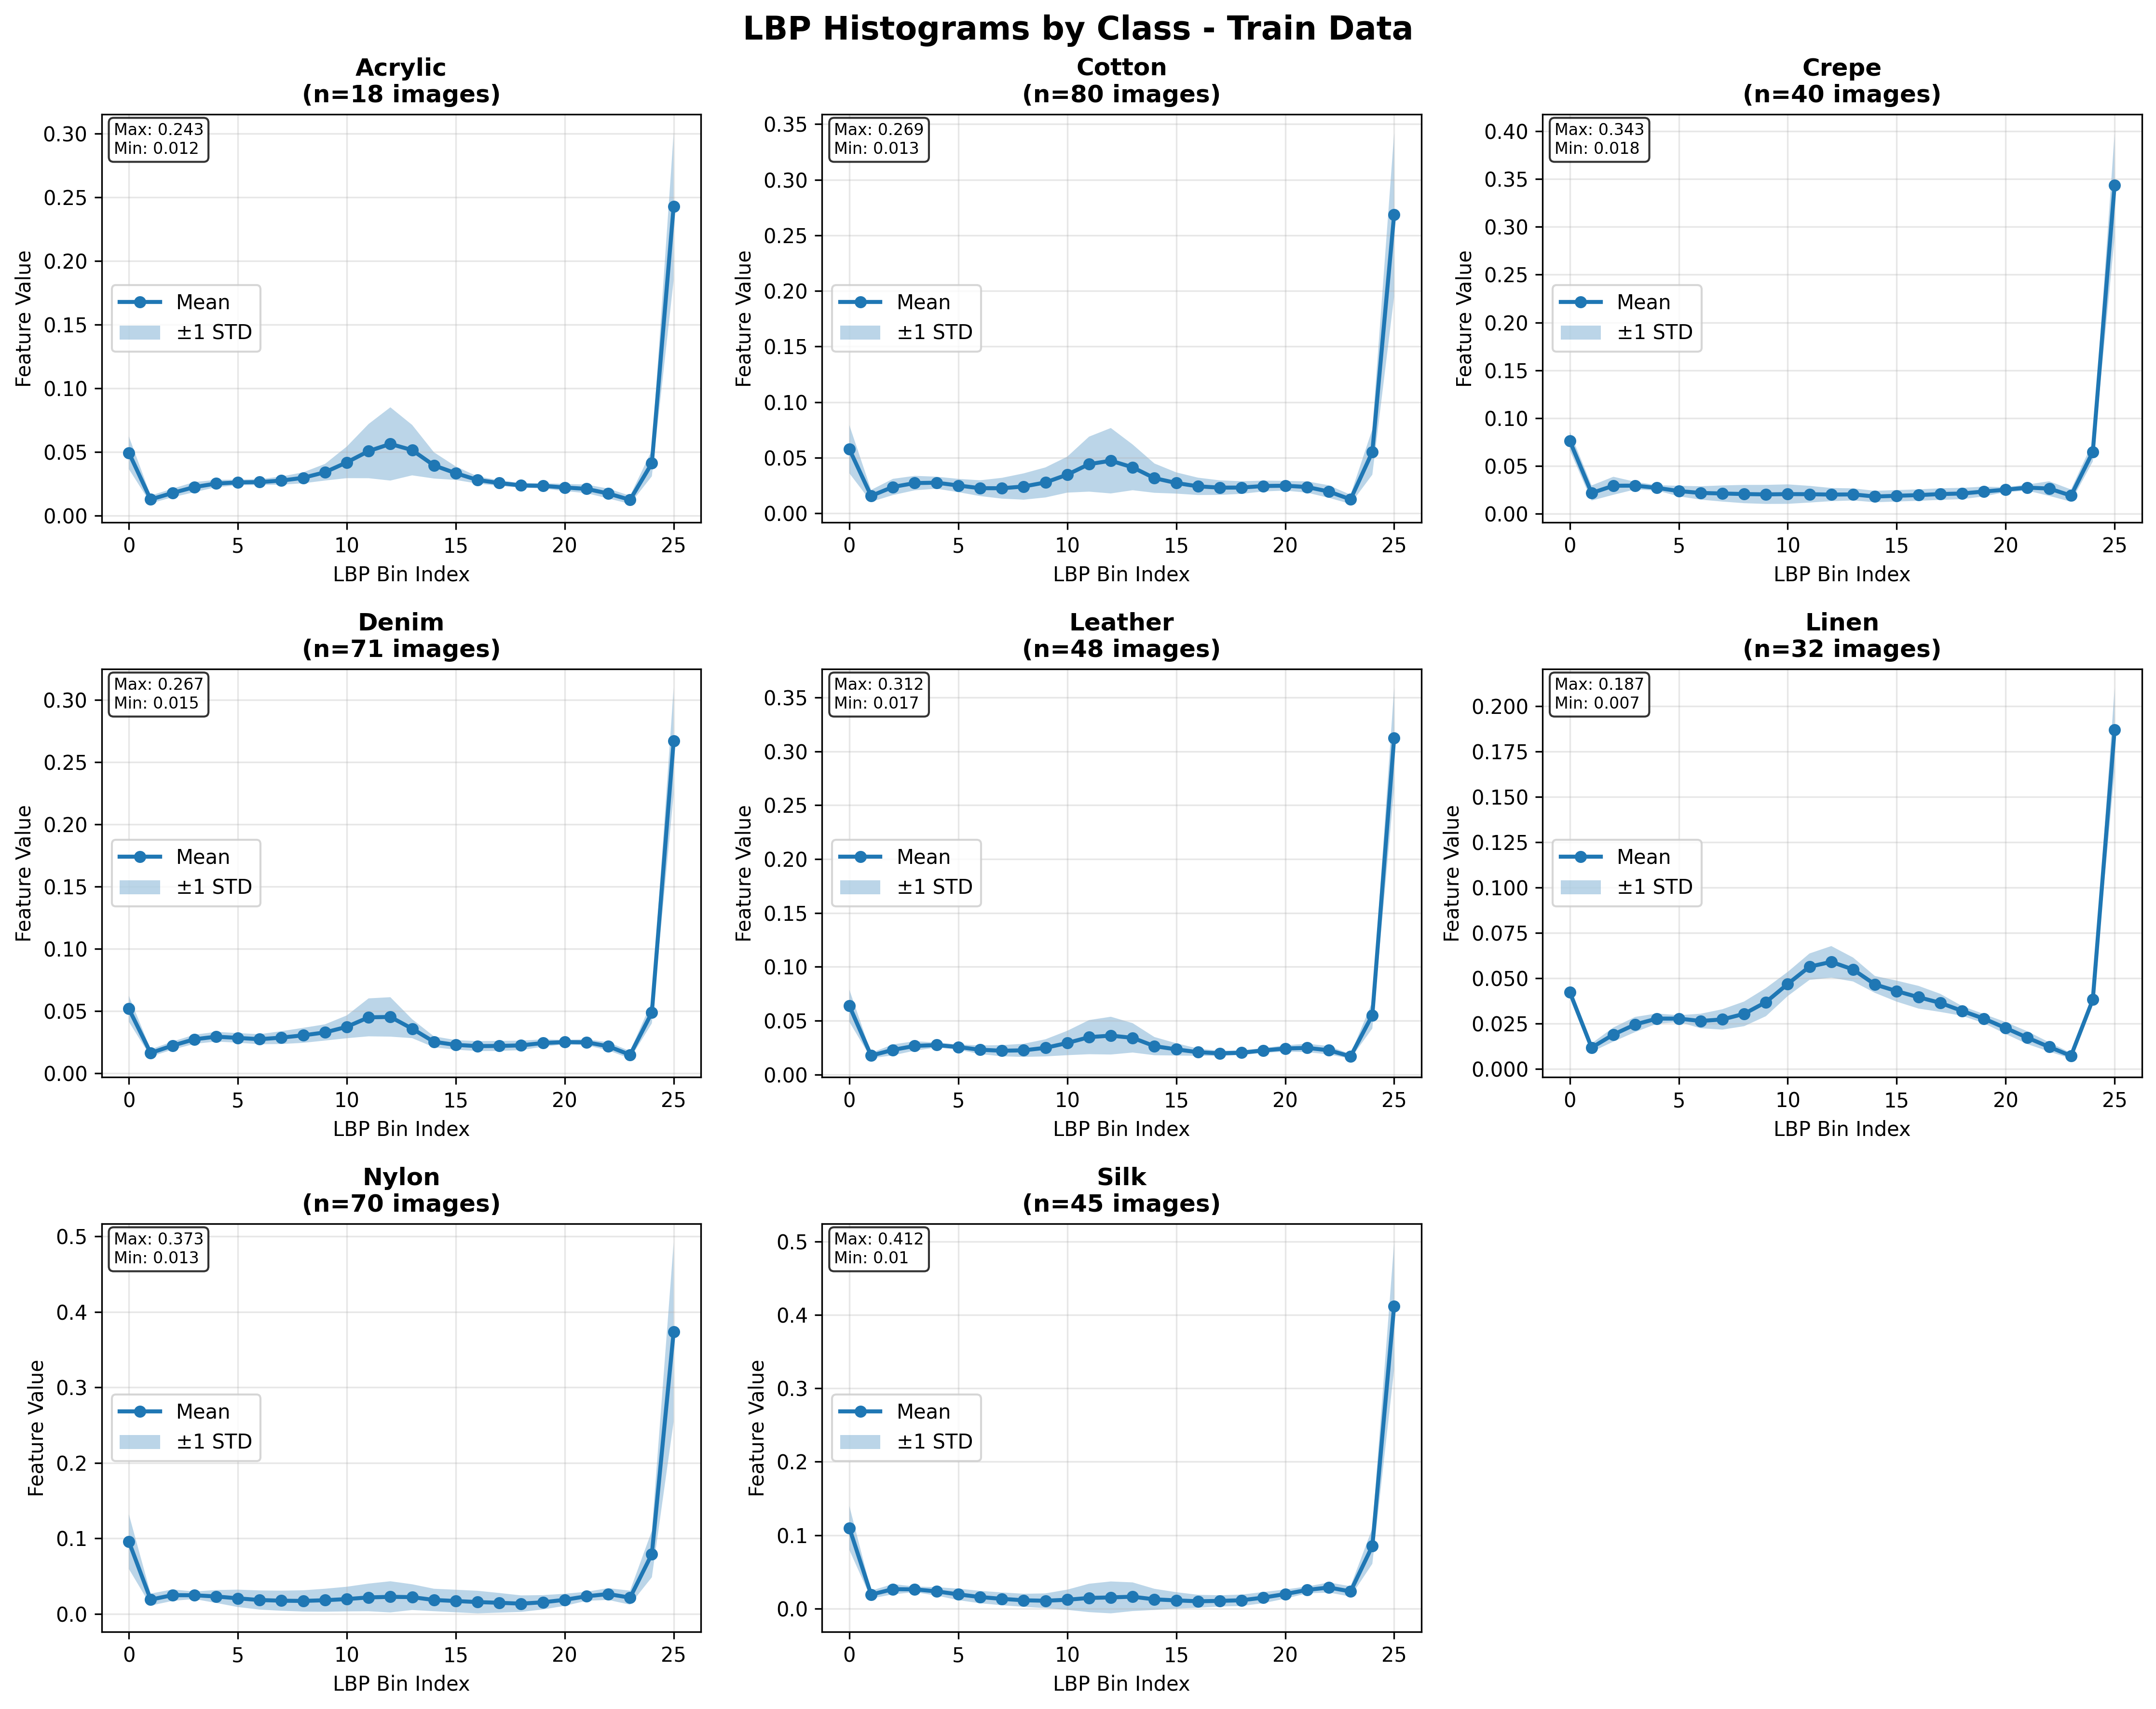 LBP Histograms by Class - Train Data
Acrylic
(n=18 images)
Max: 0.243
Min: 0.012
0.30
0.25
0.20
0.15
0.10
0.05
0.00
Feature Value
Mean
±1 STD
0 5 10 15 20 25
LBP Bin Index
Cotton
(n=80 images)
Max: 0.269
Min: 0.013
0.35
0.30
0.25
0.20
0.15
0.10
0.05
0.00
Feature Value
Mean
±1 STD
0 5 10 15 20 25
LBP Bin Index
Crepe
(n=40 images)
Max: 0.343
Min: 0.018
0.40
0.35
0.30
0.25
0.20
0.15
0.10
0.05
0.00
Feature Value
Mean
±1 STD
0 5 10 15 20 25
LBP Bin Index
Denim
(n=71 images)
Max: 0.267
Min: 0.015
0.30
0.25
0.20
0.15
0.10
0.05
0.00
Feature Value
Mean
±1 STD
0 5 10 15 20 25
LBP Bin Index
Leather
(n=48 images)
Max: 0.312
Min: 0.017
0.35
0.30
0.25
0.20
0.15
0.10
0.05
0.00
Feature Value
Mean
±1 STD
0 5 10 15 20 25
LBP Bin Index
Linen
(n=32 images)
Max: 0.187
Min: 0.007
0.200
0.175
0.150
0.125
0.100
0.075
0.050
0.025
0.000
Feature Value
Mean
±1 STD
0 5 10 15 20 25
LBP Bin Index
Nylon
(n=70 images)
Max: 0.373
Min: 0.013
0.5
0.4
0.3
0.2
0.1
0.0
Feature Value
Mean
±1 STD
0 5 10 15 20 25
LBP Bin Index
Silk
(n=45 images)
Max: 0.412
Min: 0.01
0.5
0.4
0.3
0.2
0.1
0.0
Feature Value
Mean
±1 STD
0 5 10 15 20 25
LBP Bin Index